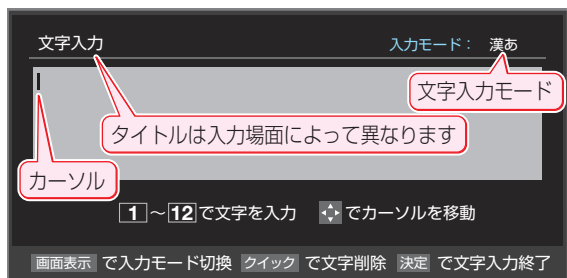 文字入力
入力モード： 漢あ
文字入力モード
タイトルは入力場面によって異なります
カーソル
1～12で文字を入力 でカーソルを移動
画面表示 で入力モード切換 クイック で文字削除 決定 で文字入力終了